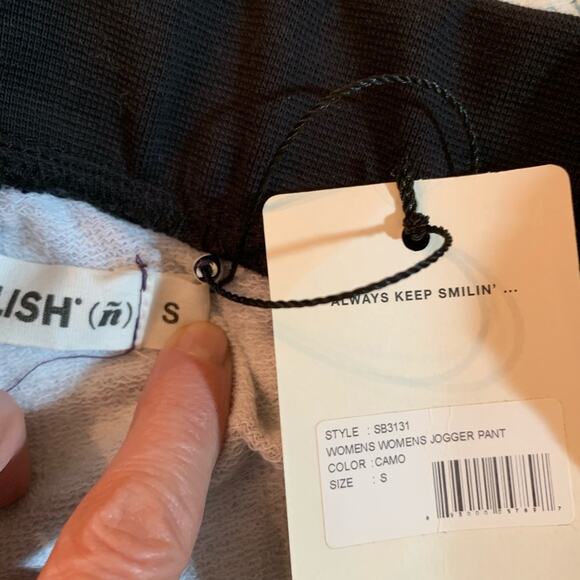 LISH* (ñ)
S
ALWAYS KEEP SMILIN' ...
STYLE : SB3131
WOMENS WOMENS JOGGER PANT
COLOR : CAMO
SIZE : S